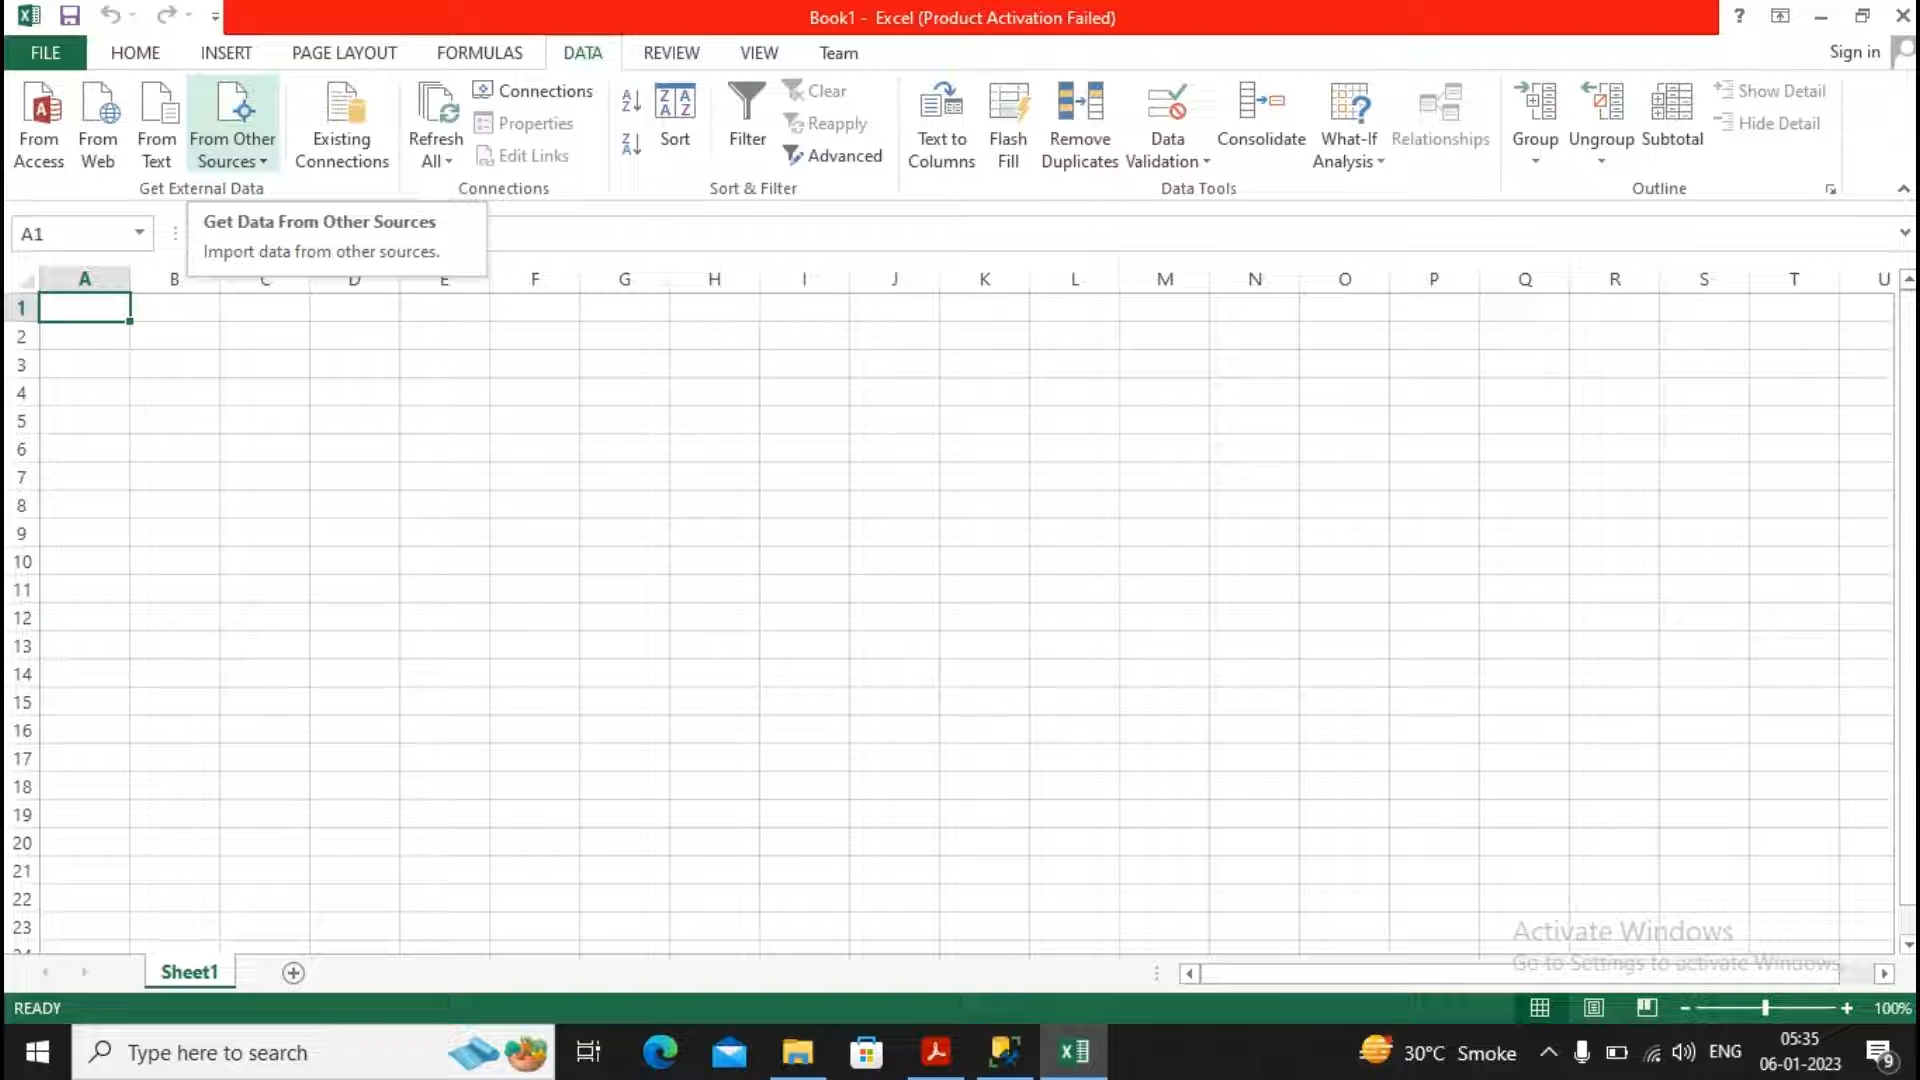 Book1 - Excel (Product Activation Failed)
?
FILE HOME INSERT PAGE LAYOUT FORMULAS DATA REVIEW VIEW Team Sign in
From Access
From Web
From Text
From Other Sources
Existing Connections
Get External Data
Refresh All
Connections
Properties
Edit Links
Connections
Sort
Filter
Clear
Reapply
Advanced
Sort & Filter
Text to Columns
Flash Fill
Remove Duplicates
Data Validation
Consolidate
What-If Analysis
Relationships
Data Tools
Group
Ungroup
Subtotal
Show Detail
Hide Detail
Outline
A1
Get Data From Other Sources
Import data from other sources.
A B C D E F G H I J K L M N O P Q R S T U
1
2
3
4
5
6
7
8
9
10
11
12
13
14
15
16
17
18
19
20
21
22
23
24
Activate Windows
Go to Settings to activate Windows.
Sheet1
READY
100%
Type here to search
30°C Smoke
ENG
05:35
06-01-2023
9